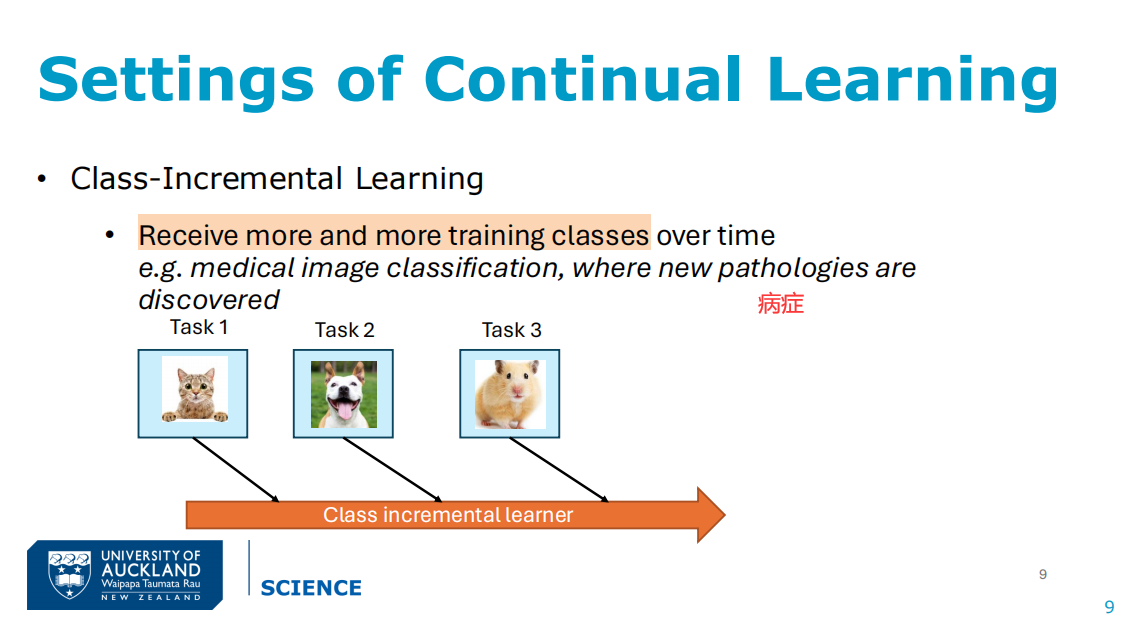 Settings of Continual Learning
• Class-Incremental Learning
• Receive more and more training classes over time
e.g. medical image classification, where new pathologies are
discovered
病症
Task 1
Task 2
Task 3
Class incremental learner
UNIVERSITY OF
AUCKLAND
Waipapa Taumata Rau
NEW ZEALAND
SCIENCE
9
9